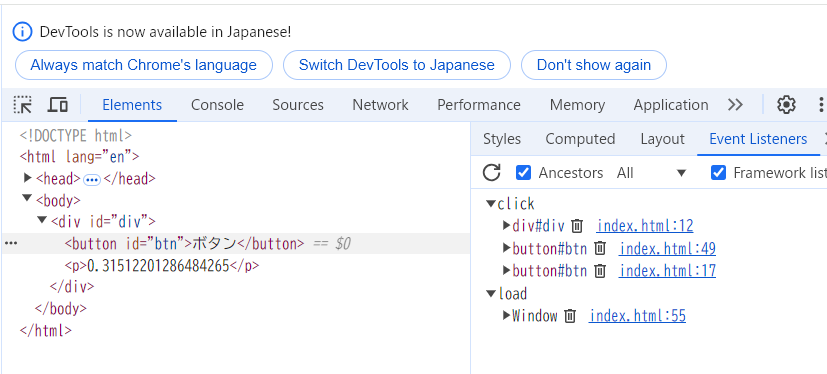 DevTools is now available in Japanese!
Always match Chrome's language
Switch DevTools to Japanese
Don't show again
Elements
Console
Sources
Network
Performance
Memory
Application
<!DOCTYPE html>
<html lang="en">
<head> … </head>
<body>
<div id="div">
<button id="btn">ボタン</button> == $0
<p>0.31512201286484265</p>
</div>
</body>
</html>
Styles
Computed
Layout
Event Listeners
Ancestors
All
Framework list
click
div#div index.html:12
button#btn index.html:49
button#btn index.html:17
load
Window index.html:55